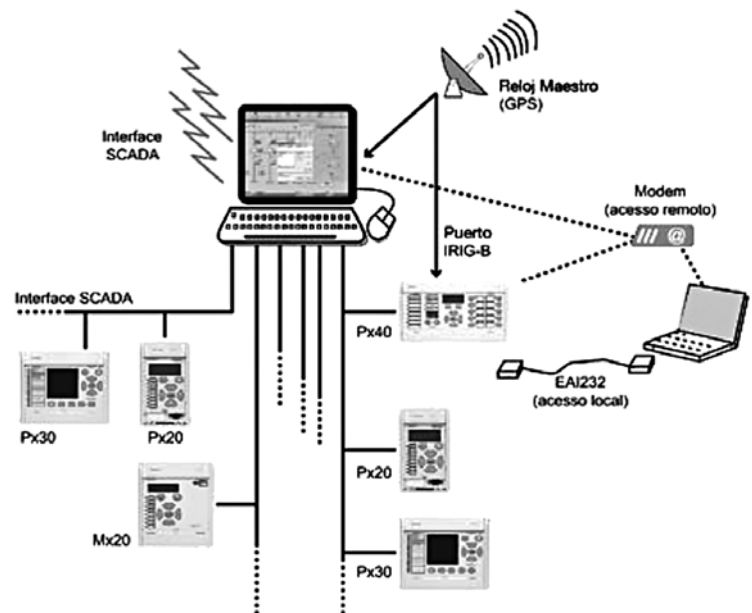 Reloj Maestro
(GPS)
Interface
SCADA
Modem
(acesso remoto)
Puerto
IRIG-B
Interface SCADA
Px40
EAI232
(acesso local)
Px30
Px20
Px20
Mx20
Px30